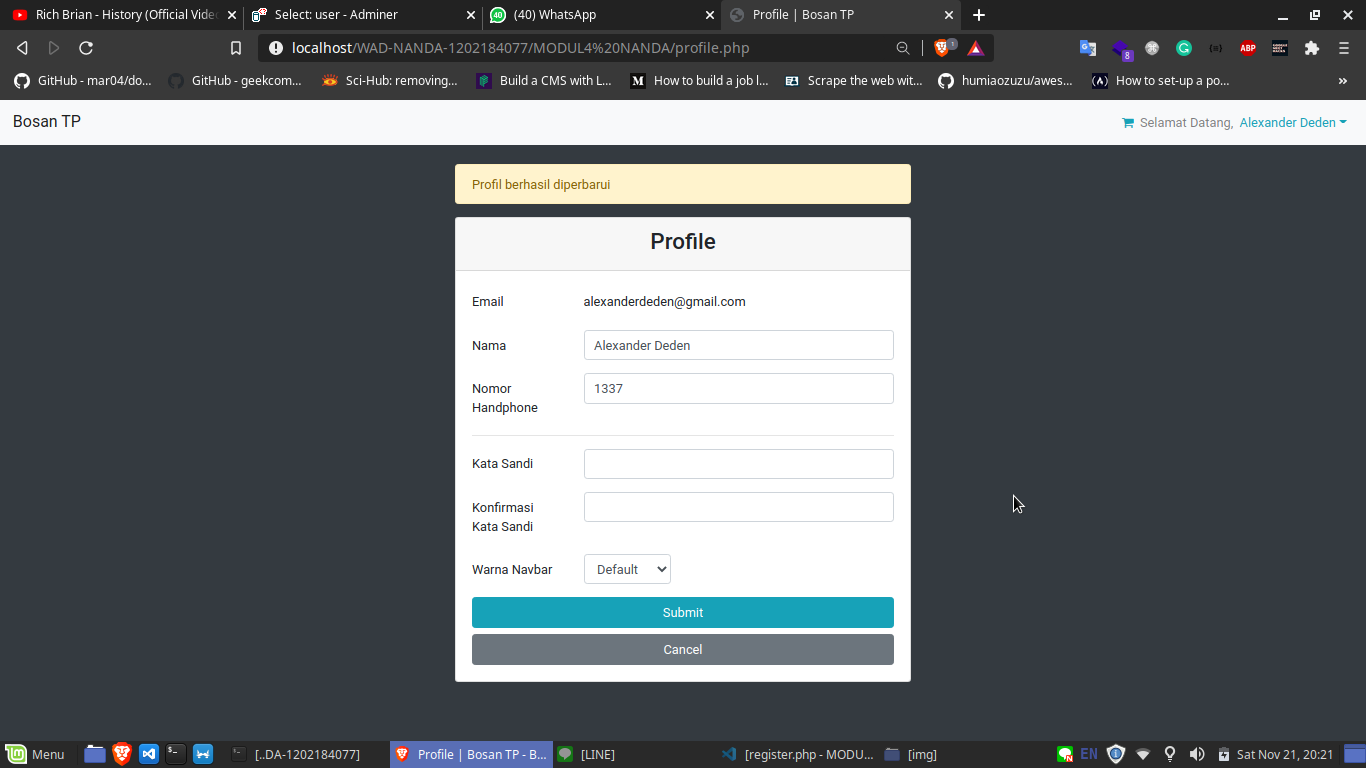 Rich Brian - History (Official Vide
Select: user - Adminer
(40) WhatsApp
Profile | Bosan TP
localhost/WAD-NANDA-1202184077/MODUL4%20NANDA/profile.php
GitHub - mar04/do...
GitHub - geekcom...
Sci-Hub: removing...
Build a CMS with L...
How to build a job l...
Scrape the web wit...
humiaozuzu/awes...
How to set-up a po...
Bosan TP
Selamat Datang, Alexander Deden
Profil berhasil diperbarui
Profile
Email
alexanderdeden@gmail.com
Nama
Alexander Deden
Nomor
Handphone
1337
Kata Sandi
Konfirmasi
Kata Sandi
Warna Navbar
Default
Submit
Cancel
Menu
[..DA-1202184077]
Profile | Bosan TP - B...
[LINE]
[register.php - MODU...
[img]
EN
Sat Nov 21, 20:21